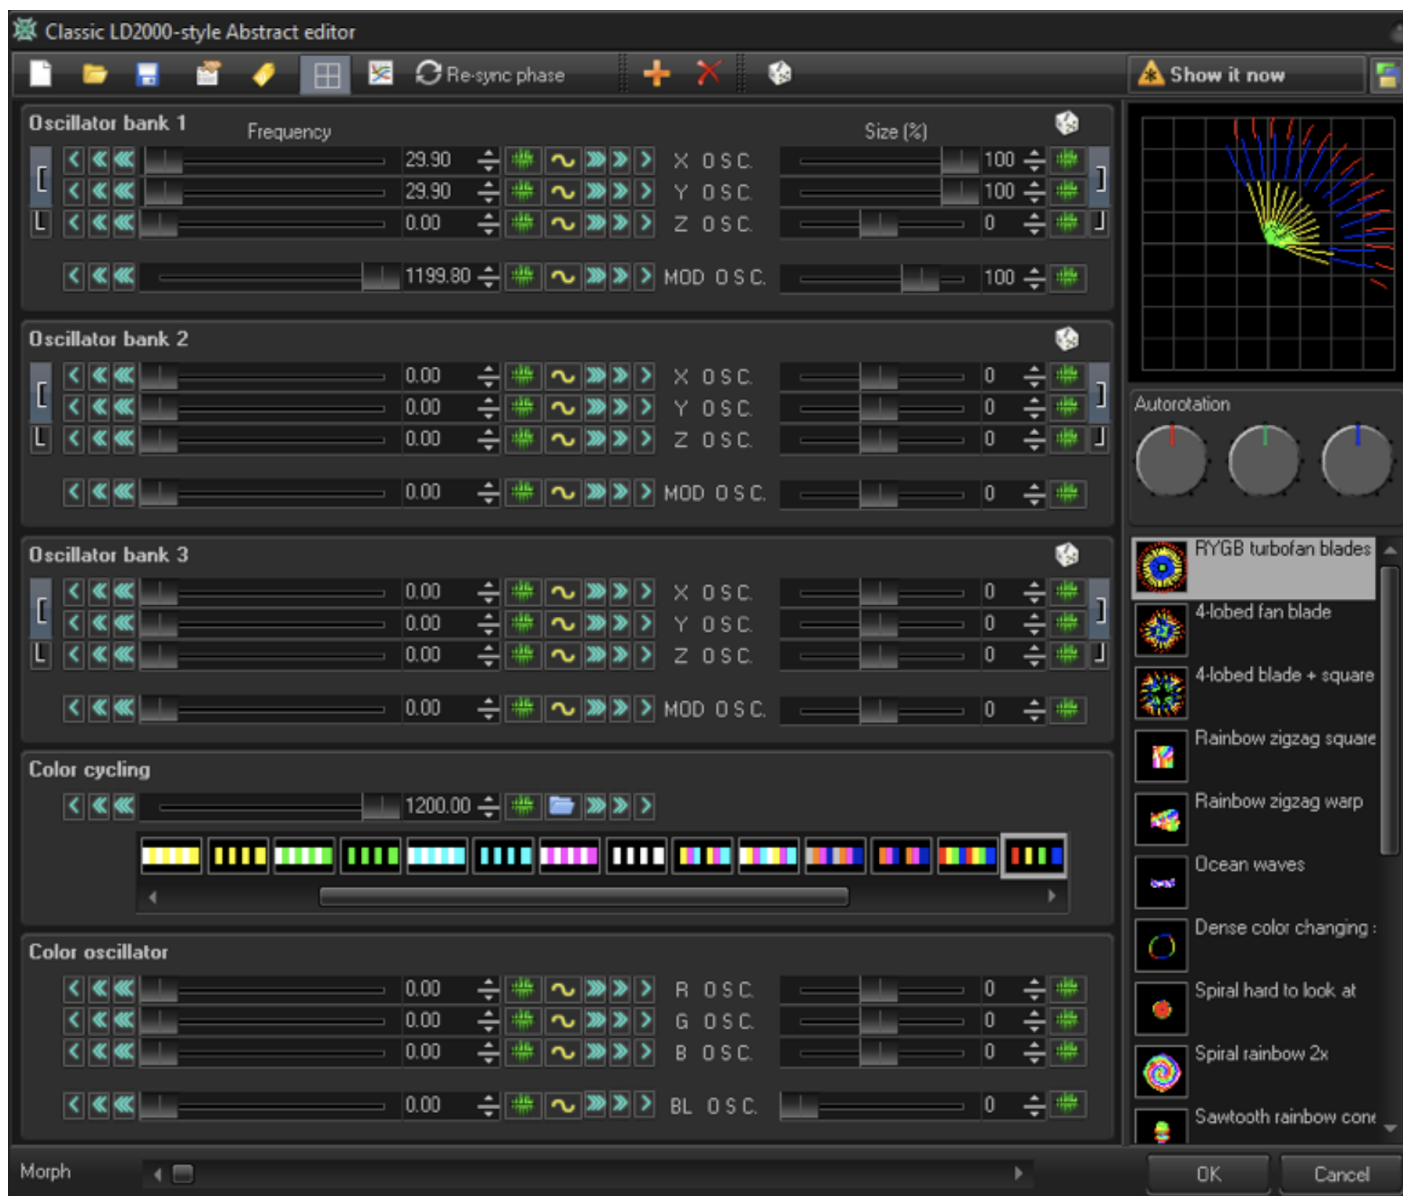 Classic LD2000-style Abstract editor
Re-sync phase
Show it now
Oscillator bank 1
Frequency
Size (%)
29.90 X OSC. 100
29.90 Y OSC. 100
0.00 Z OSC. 0
1199.80 MOD OSC. 100
Oscillator bank 2
0.00 X OSC. 0
0.00 Y OSC. 0
0.00 Z OSC. 0
0.00 MOD OSC. 0
Oscillator bank 3
0.00 X OSC. 0
0.00 Y OSC. 0
0.00 Z OSC. 0
0.00 MOD OSC. 0
Color cycling
1200.00
Color oscillator
0.00 R OSC. 0
0.00 G OSC. 0
0.00 B OSC. 0
0.00 BL OSC. 0
Autorotation
RYGB turbofan blades
4-lobed fan blade
4-lobed blade + square
Rainbow zigzag square
Rainbow zigzag warp
Ocean waves
Dense color changing
Spiral hard to look at
Spiral rainbow 2x
Sawtooth rainbow cone
Morph
OK
Cancel